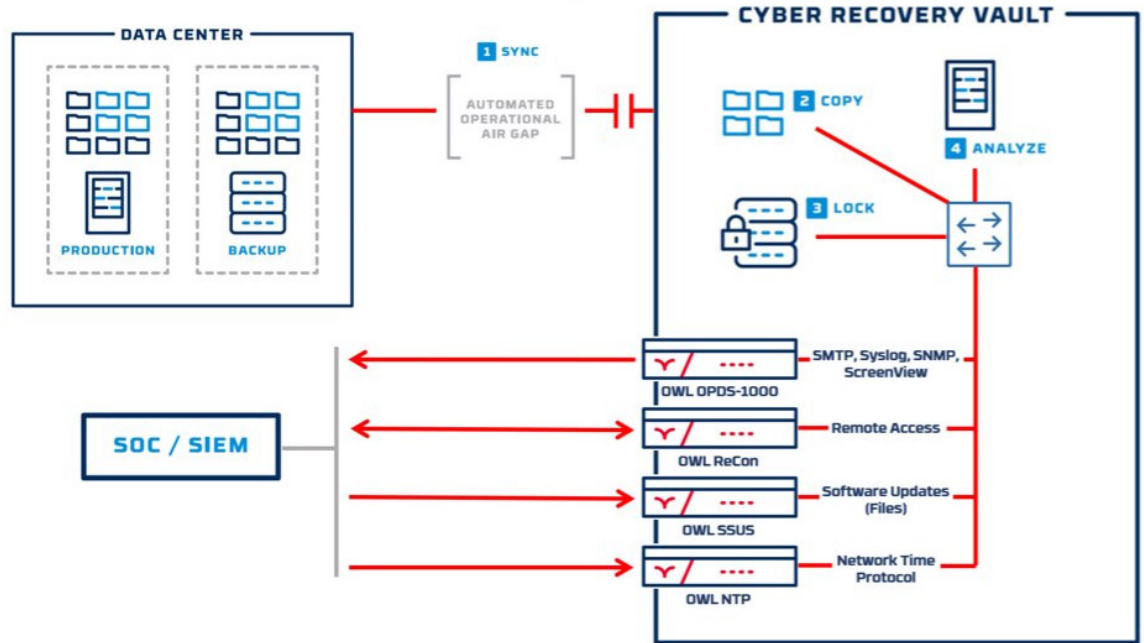 CYBER RECOVERY VAULT
DATA CENTER
1 SYNC
AUTOMATED
OPERATIONAL
AIR GAP
2 COPY
4 ANALYZE
3 LOCK
PRODUCTION
BACKUP
SMTP, Syslog, SNMP,
ScreenView
OWL OPDS-1000
SOC / SIEM
Remote Access
OWL ReCon
Software Updates
(Files)
OWL SSUS
Network Time
Protocol
OWL NTP